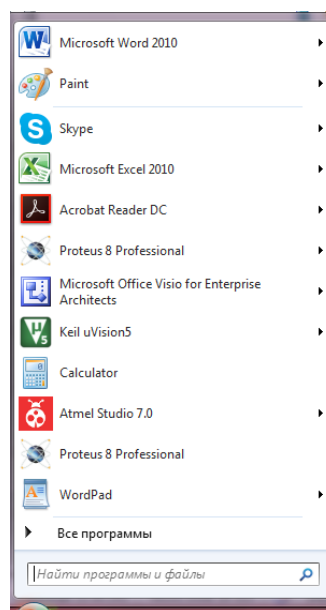 Microsoft Word 2010
Paint
Skype
Microsoft Excel 2010
Acrobat Reader DC
Proteus 8 Professional
Microsoft Office Visio for Enterprise
Architects
Keil uVision5
Calculator
Atmel Studio 7.0
Proteus 8 Professional
WordPad
Все программы
Найти программы и файлы